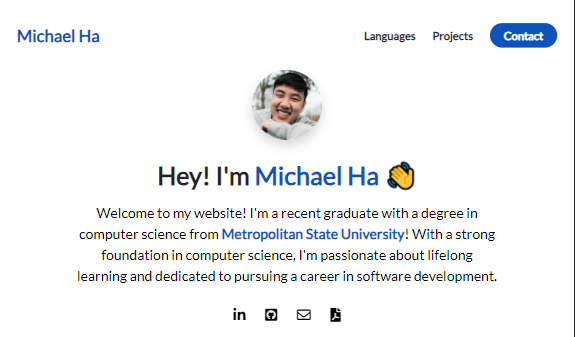 Michael Ha
Languages Projects Contact
Hey! I'm Michael Ha 👋
Welcome to my website! I'm a recent graduate with a degree in
computer science from Metropolitan State University! With a strong
foundation in computer science, I'm passionate about lifelong
learning and dedicated to pursuing a career in software development.
in